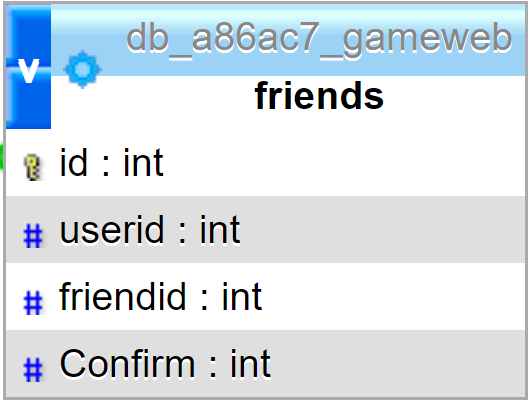 db_a86ac7_gameweb
v
friends
id : int
# userid : int
# friendid : int
# Confirm : int